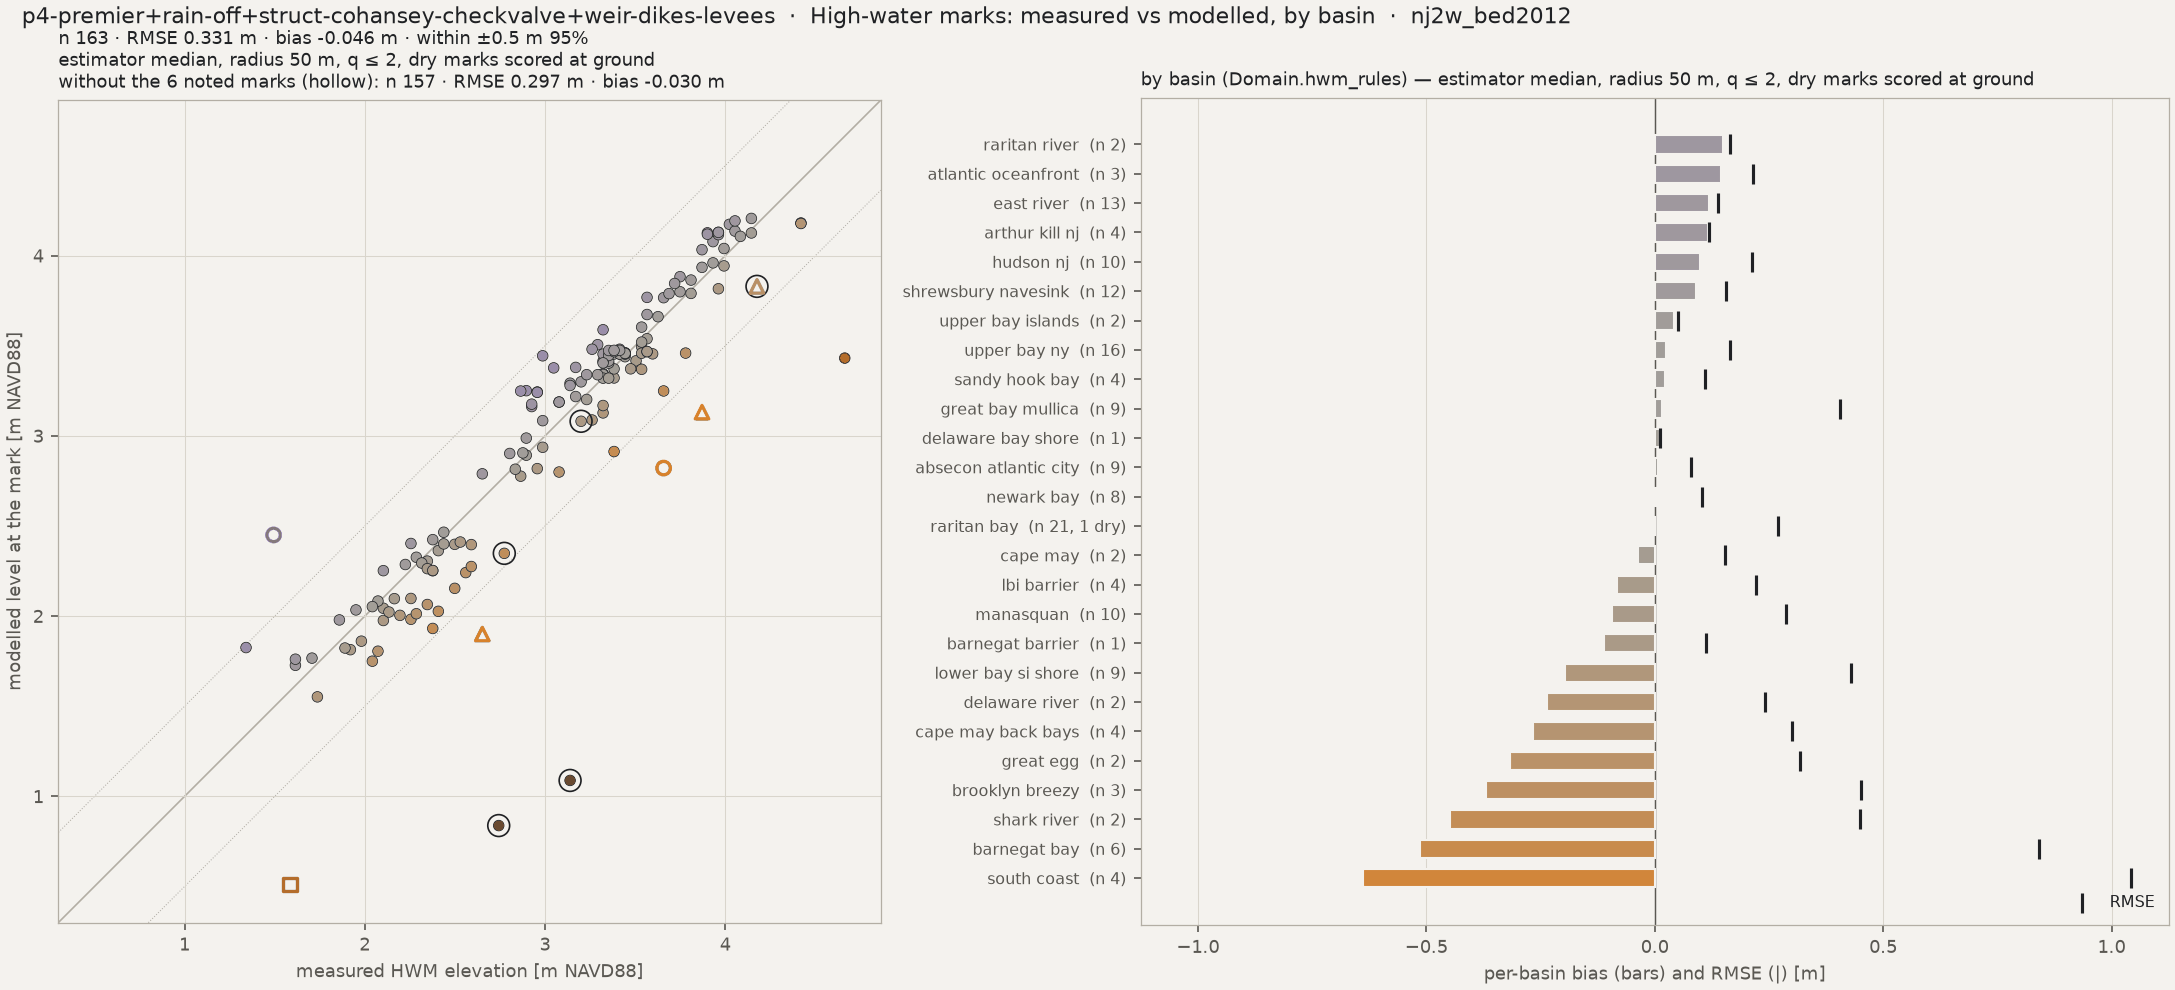 p4-premier+rain-off+struct-cohansey-checkvalve+weir-dikes-levees · High-water marks: measured vs modelled, by basin · nj2w_bed2012
n 163 · RMSE 0.331 m · bias -0.046 m · within ±0.5 m 95%
estimator median, radius 50 m, q ≤ 2, dry marks scored at ground
without the 6 noted marks (hollow): n 157 · RMSE 0.297 m · bias -0.030 m
4
3
2
1
modelled level at the mark [m NAVD88]
1
2
3
4
measured HWM elevation [m NAVD88]
by basin (Domain.hwm_rules) — estimator median, radius 50 m, q ≤ 2, dry marks scored at ground
raritan river (n 2)
atlantic oceanfront (n 3)
east river (n 13)
arthur kill nj (n 4)
hudson nj (n 10)
shrewsbury navesink (n 12)
upper bay islands (n 2)
upper bay ny (n 16)
sandy hook bay (n 4)
great bay mullica (n 9)
delaware bay shore (n 1)
absecon atlantic city (n 9)
newark bay (n 8)
raritan bay (n 21, 1 dry)
cape may (n 2)
lbi barrier (n 4)
manasquan (n 10)
barnegat barrier (n 1)
lower bay si shore (n 9)
delaware river (n 2)
cape may back bays (n 4)
great egg (n 2)
brooklyn breezy (n 3)
shark river (n 2)
barnegat bay (n 6)
south coast (n 4)
RMSE
−1.0
−0.5
0.0
0.5
1.0
per-basin bias (bars) and RMSE (|) [m]